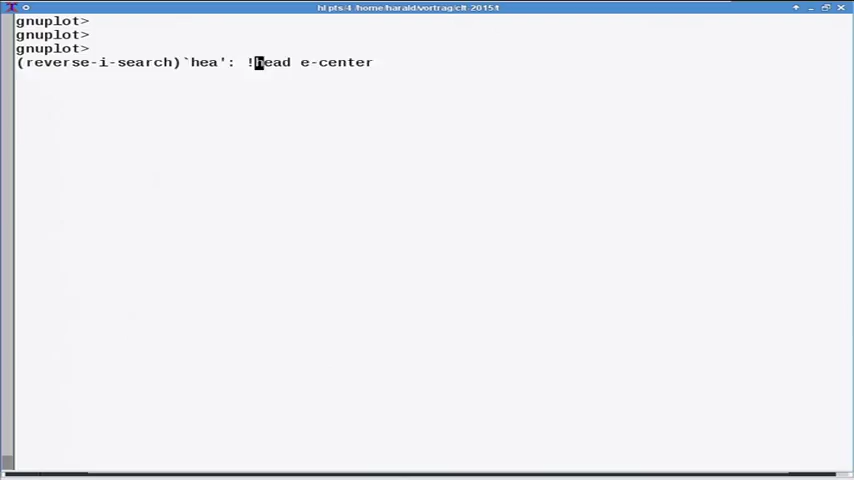 hl pts/4 /home/harald/vortrag/clt-2015/t
gnuplot>
gnuplot>
gnuplot>
(reverse-i-search)`hea': !head e-center